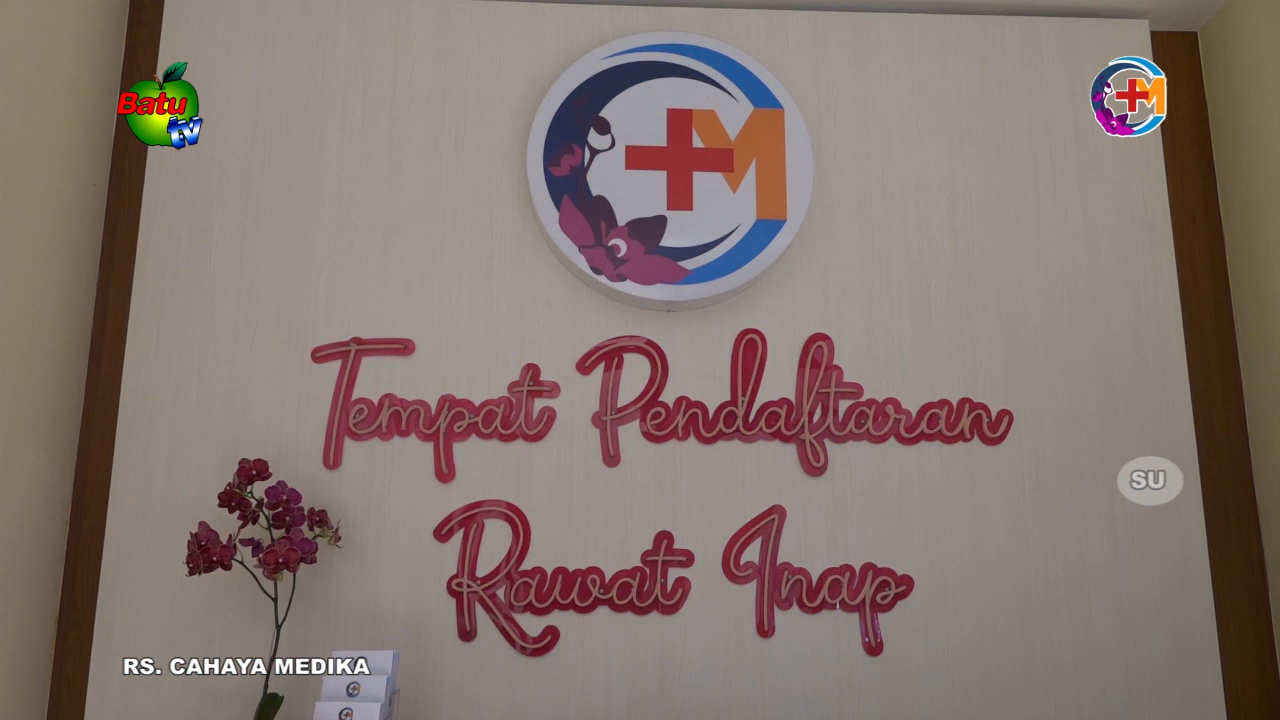 Batu
tv
M
M
Tempat Pendaftaran
Rawat Inap
SU
RS. CAHAYA MEDIKA